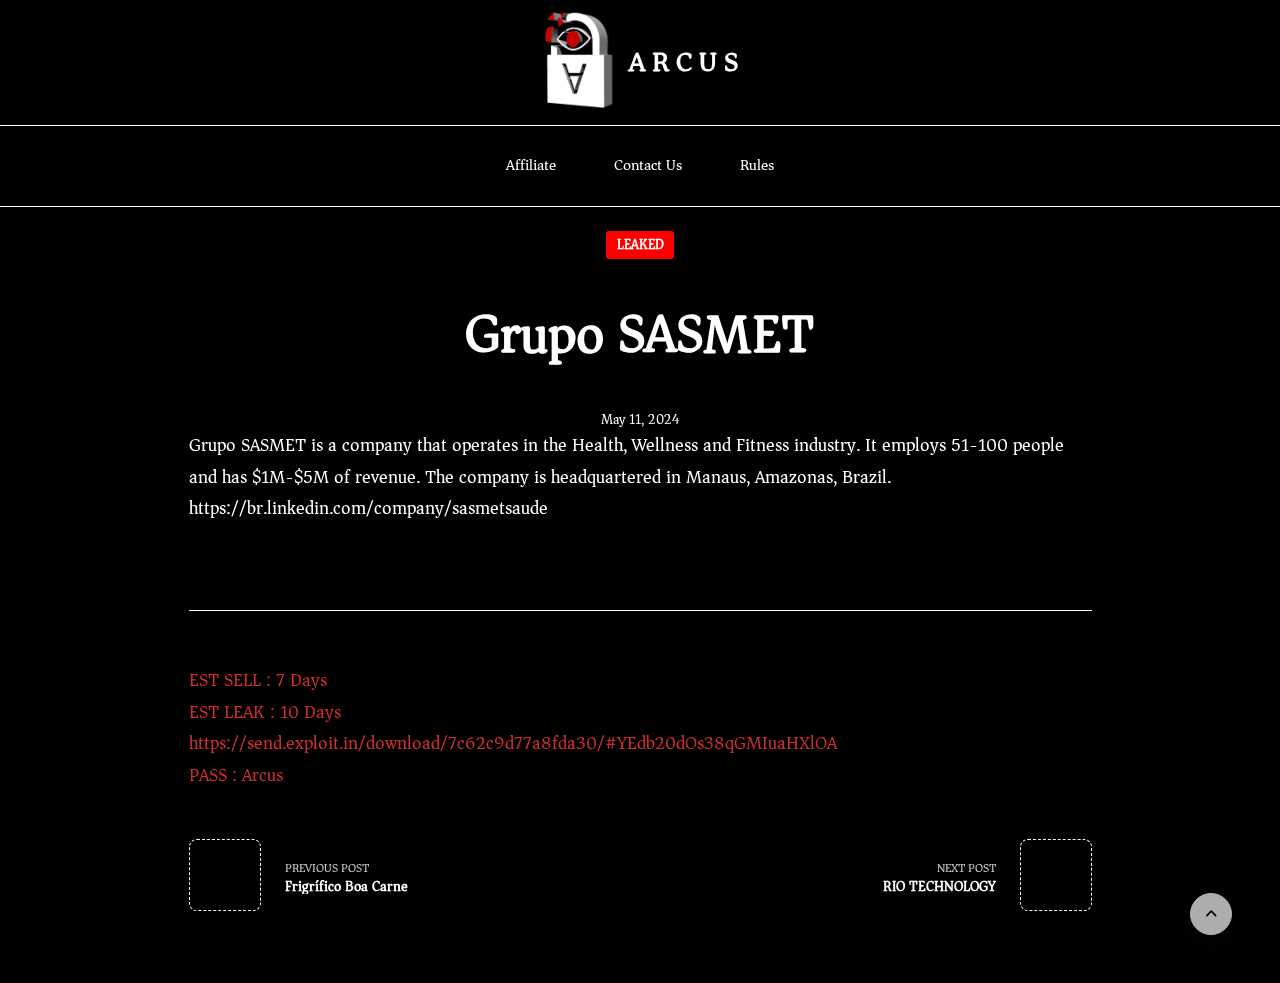 ARCUS
Affiliate
Contact Us
Rules
LEAKED
Grupo SASMET
May 11, 2024
Grupo SASMET is a company that operates in the Health, Wellness and Fitness industry. It employs 51-100 people
and has $1M-$5M of revenue. The company is headquartered in Manaus, Amazonas, Brazil.
https://br.linkedin.com/company/sasmetsaude
EST SELL : 7 Days
EST LEAK : 10 Days
https://send.exploit.in/download/7c62c9d77a8fda30/#YEdb20dOs38qGMIuaHXlOA
PASS : Arcus
PREVIOUS POST
Frigrífico Boa Carne
NEXT POST
RIO TECHNOLOGY